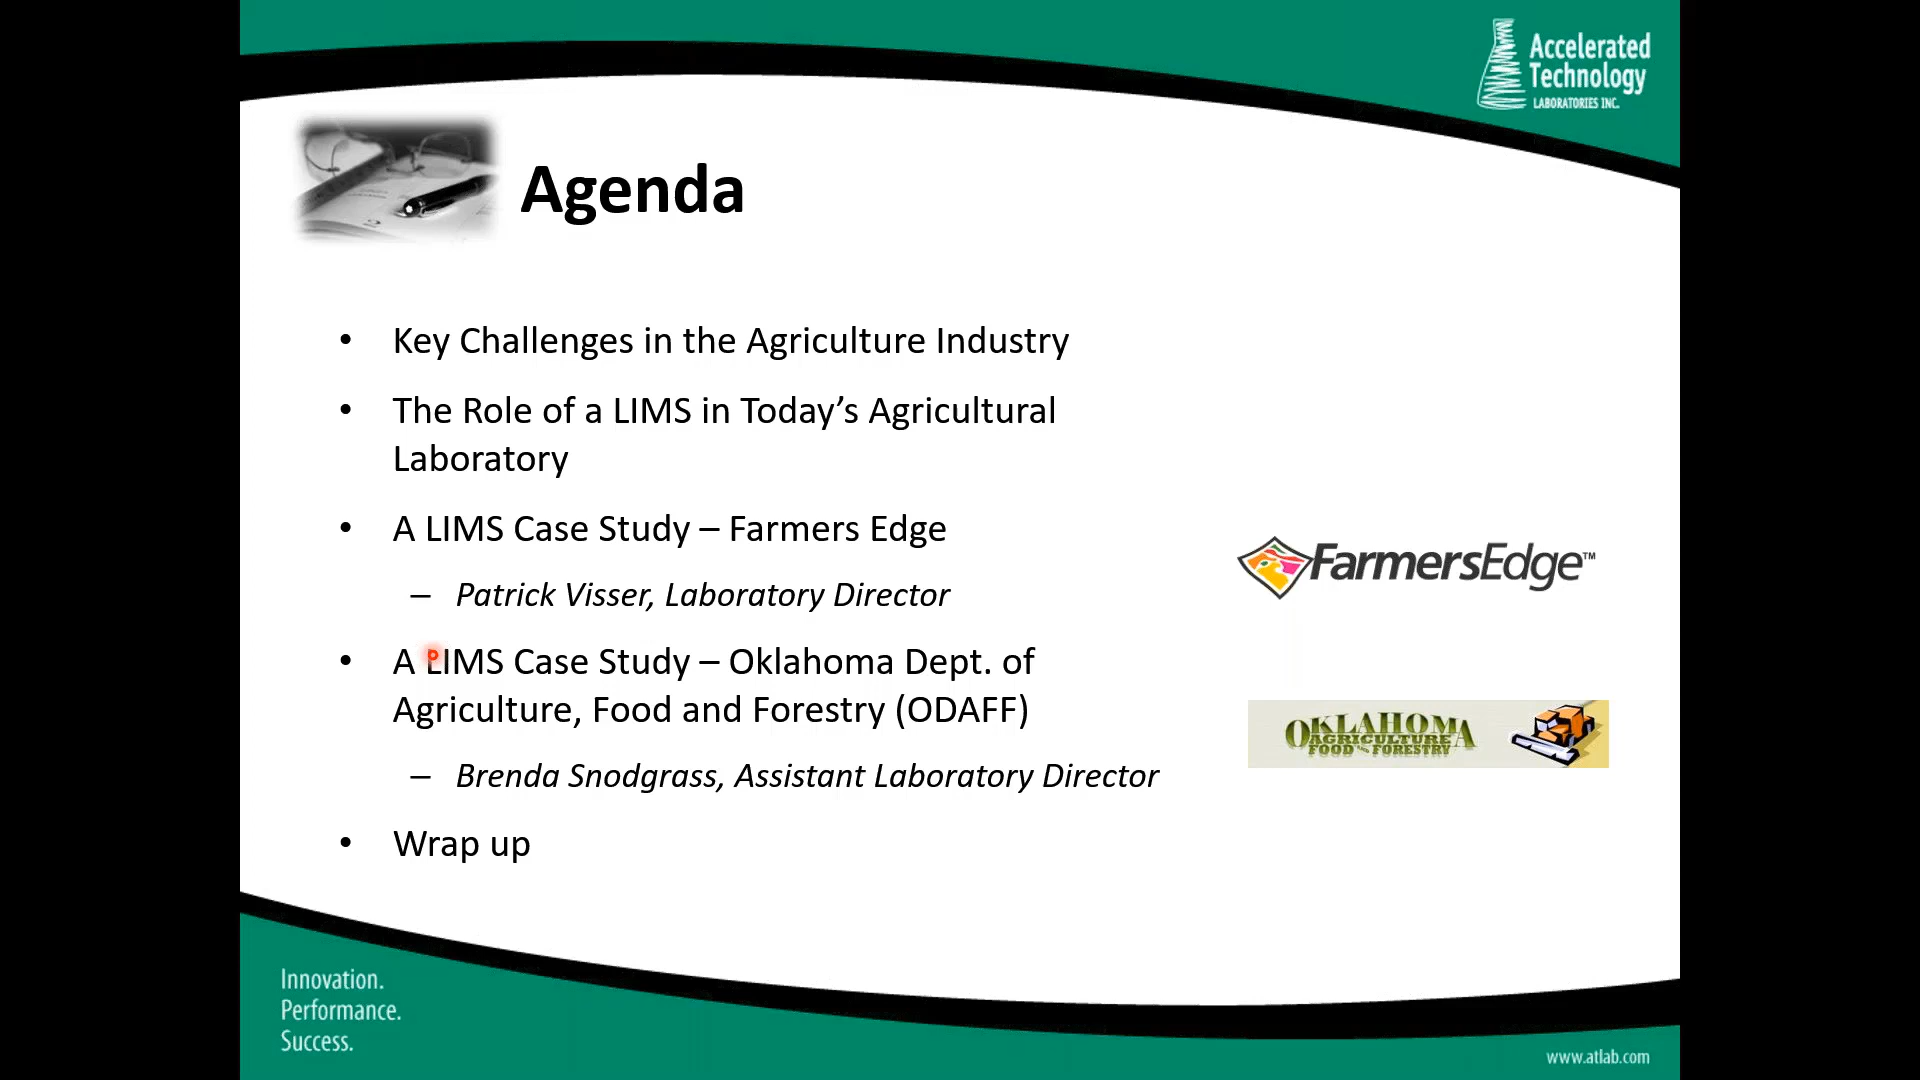 Accelerated
Technology
LABORATORIES INC.
Agenda
• Key Challenges in the Agriculture Industry
• The Role of a LIMS in Today’s Agricultural
Laboratory
• A LIMS Case Study – Farmers Edge
– Patrick Visser, Laboratory Director
FarmersEdge™
• A LIMS Case Study – Oklahoma Dept. of
Agriculture, Food and Forestry (ODAFF)
OKLAHOMA
AGRICULTURE
FOOD AND FORESTRY
– Brenda Snodgrass, Assistant Laboratory Director
• Wrap up
Innovation.
Performance.
Success.
www.atlab.com